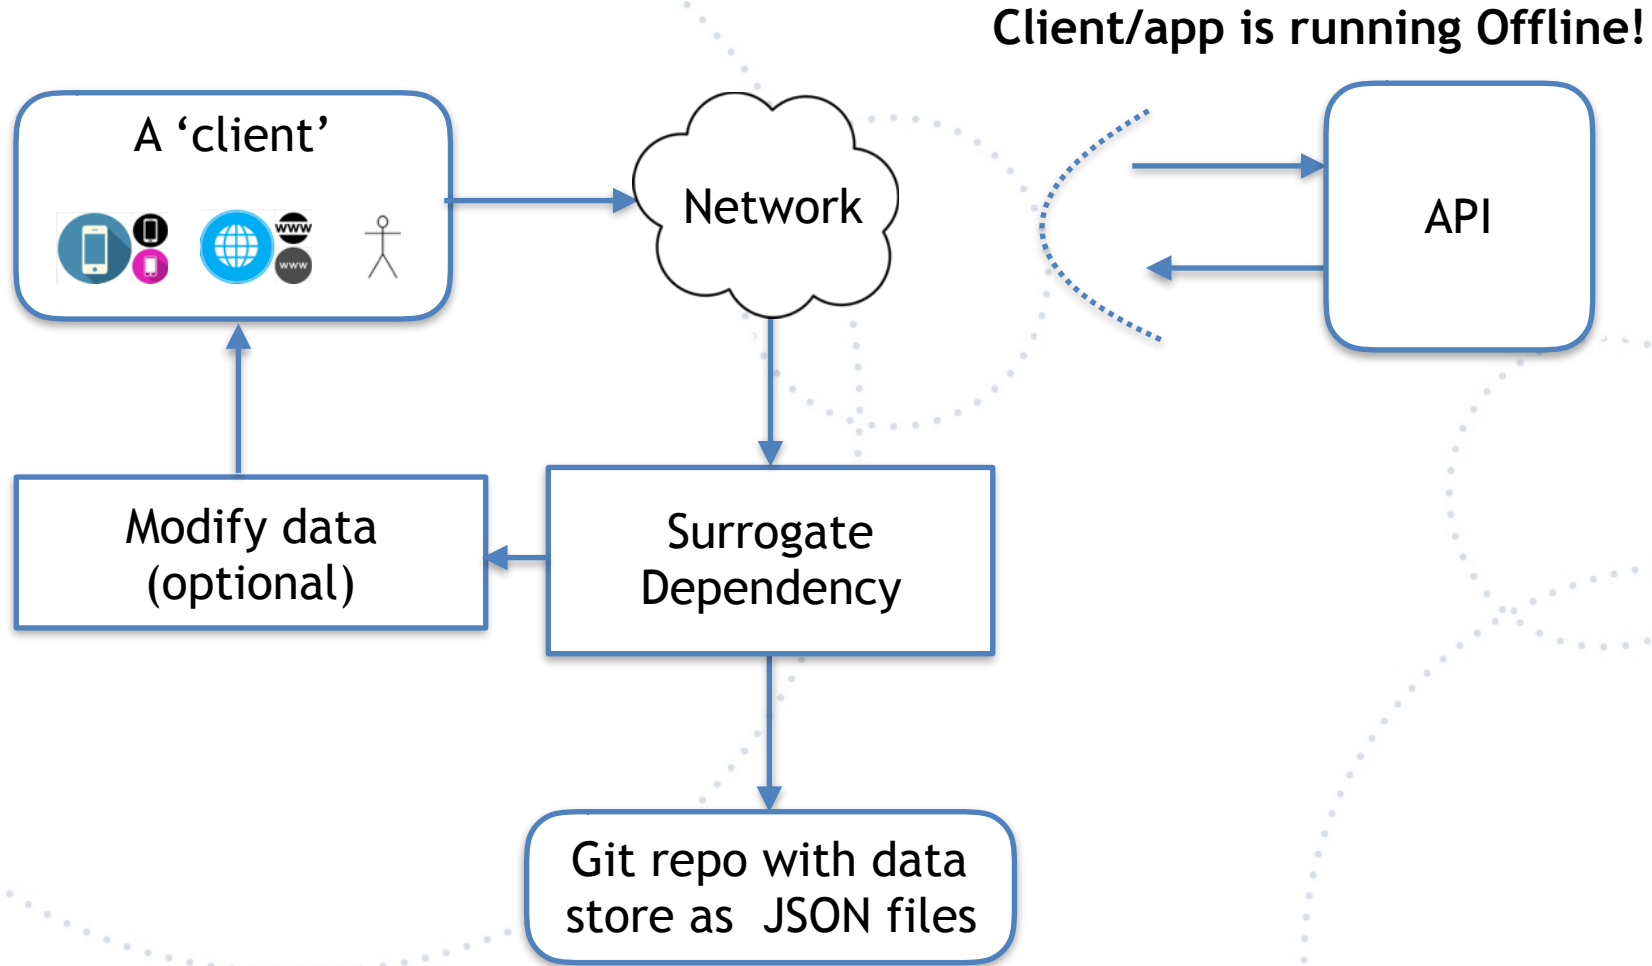 Client/app is running Offline!
A ‘client’
www
www
Network
API
Modify data
(optional)
Surrogate
Dependency
Git repo with data
store as  JSON files